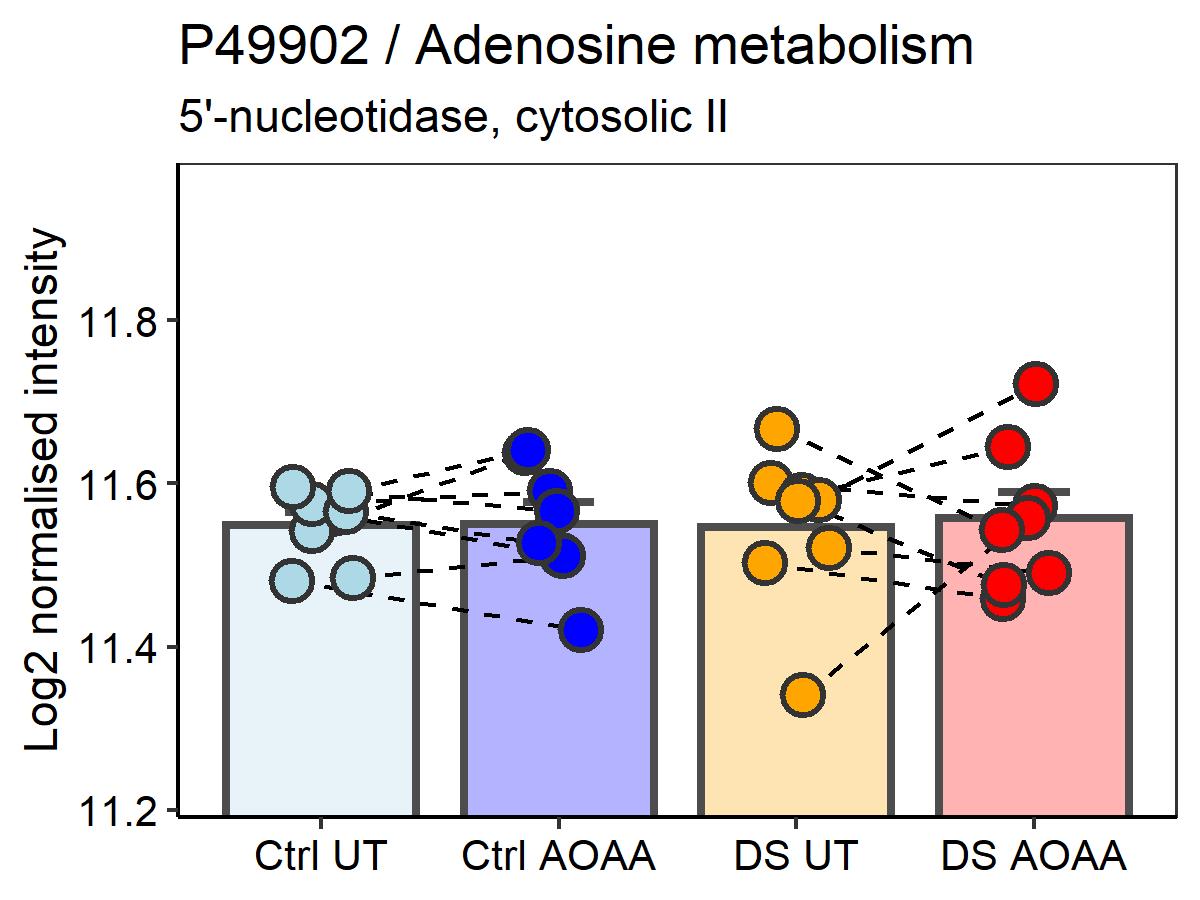 P49902 / Adenosine metabolism
5'-nucleotidase, cytosolic II
Log2 normalised intensity
11.8
11.6
11.4
11.2
Ctrl UT
Ctrl AOAA
DS UT
DS AOAA